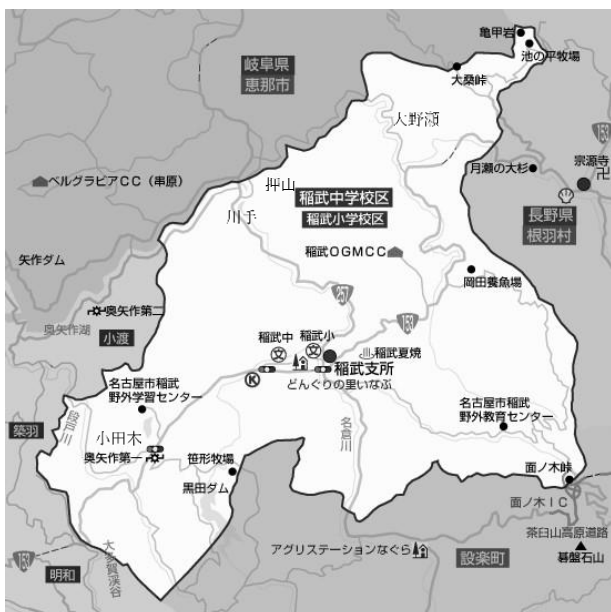 亀甲岩
池の平牧場
大桑峠
岐阜県
恵那市
大野瀬
153
ベルグラビアCC（串原）
月瀬の大杉
宗源寺
卍
押山
稲武中学校区
稲武小学校区
川手
長野県
根羽村
稲武OGMCC
矢作ダム
岡田養魚場
奥矢作第二
257
153
奥矢作湖
小渡
稲武中
稲武小
文
文
稲武夏焼
稲武支所
K
どんぐりの里いなぶ
名古屋市稲武
野外学習センター
名古屋市稲武
野外教育センター
段戸川
名倉川
築羽
小田木
奥矢作第一
笹形牧場
黒田ダム
面ノ木峠
面ノ木IC
茶臼山高原道路
碁盤石山
大多賀渓谷
アグリステーションなぐら
設楽町
153
明和